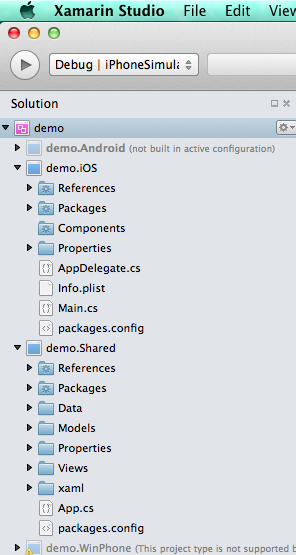 Xamarin Studio File Edit View
Debug | iPhoneSimula
Solution
demo
demo.Android (not built in active configuration)
demo.iOS
References
Packages
Components
Properties
AppDelegate.cs
Info.plist
Main.cs
packages.config
demo.Shared
References
Packages
Data
Models
Properties
Views
xaml
App.cs
packages.config
demo.WinPhone (This project type is not supported b